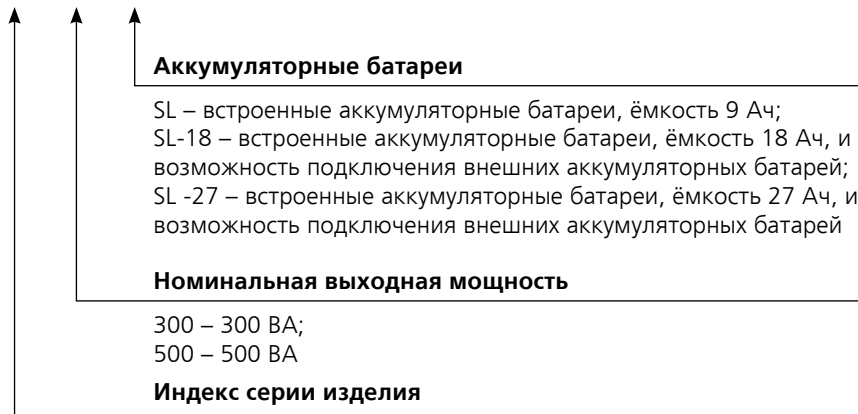 Аккумуляторные батареи
SL – встроенные аккумуляторные батареи, ёмкость 9 Ач;
SL-18 – встроенные аккумуляторные батареи, ёмкость 18 Ач, и
возможность подключения внешних аккумуляторных батарей;
SL -27 – встроенные аккумуляторные батареи, ёмкость 27 Ач, и
возможность подключения внешних аккумуляторных батарей
Номинальная выходная мощность
300 – 300 ВА;
500 – 500 ВА
Индекс серии изделия